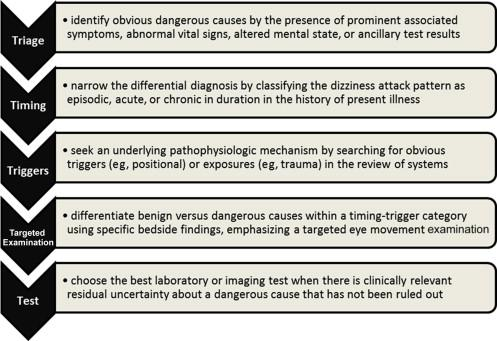 Triage
• identify obvious dangerous causes by the presence of prominent associated
symptoms, abnormal vital signs, altered mental state, or ancillary test results
Timing
• narrow the differential diagnosis by classifying the dizziness attack pattern as
episodic, acute, or chronic in duration in the history of present illness
Triggers
• seek an underlying pathophysiologic mechanism by searching for obvious
triggers (eg, positional) or exposures (eg, trauma) in the review of systems
Targeted
Examination
• differentiate benign versus dangerous causes within a timing-trigger category
using specific bedside findings, emphasizing a targeted eye movement examination
Test
• choose the best laboratory or imaging test when there is clinically relevant
residual uncertainty about a dangerous cause that has not been ruled out